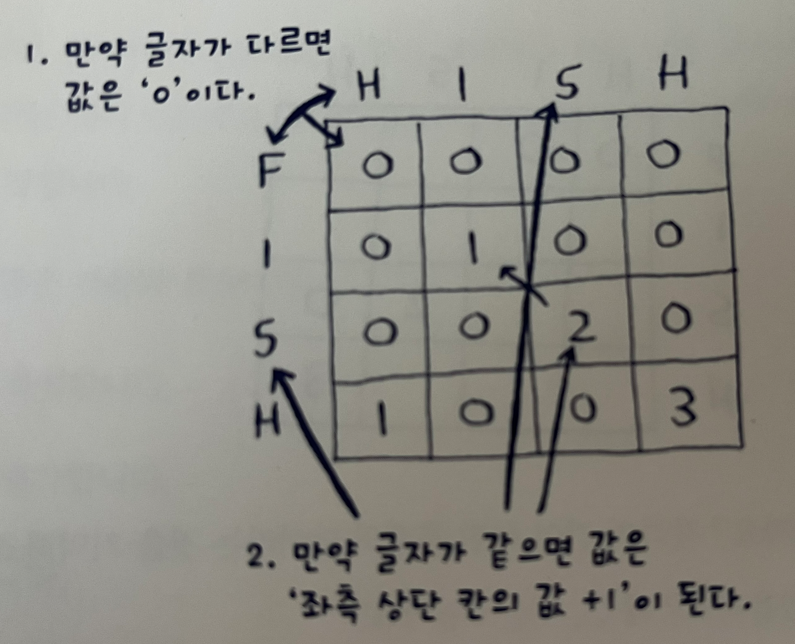 1. 만약 글자가 다르면
값은 '0'이다.
H I S H
F 0 0 0 0
I 0 1 0 0
S 0 0 2 0
H 1 0 0 3
2. 만약 글자가 같으면 값은
'좌측 상단 칸의 값 +1'이 된다.